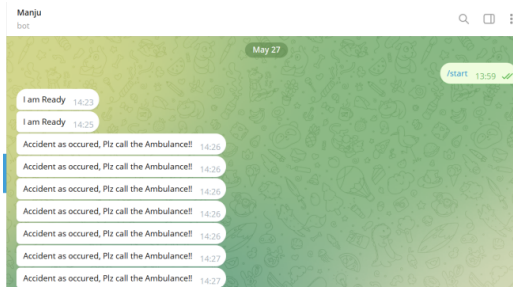 Manju
bot
May 27
/start 13:59
I am Ready 14:23
I am Ready 14:25
Accident as occured, Plz call the Ambulance!! 14:26
Accident as occured, Plz call the Ambulance!! 14:26
Accident as occured, Plz call the Ambulance!! 14:26
Accident as occured, Plz call the Ambulance!! 14:26
Accident as occured, Plz call the Ambulance!! 14:26
Accident as occured, Plz call the Ambulance!! 14:27
Accident as occured, Plz call the Ambulance!! 14:27